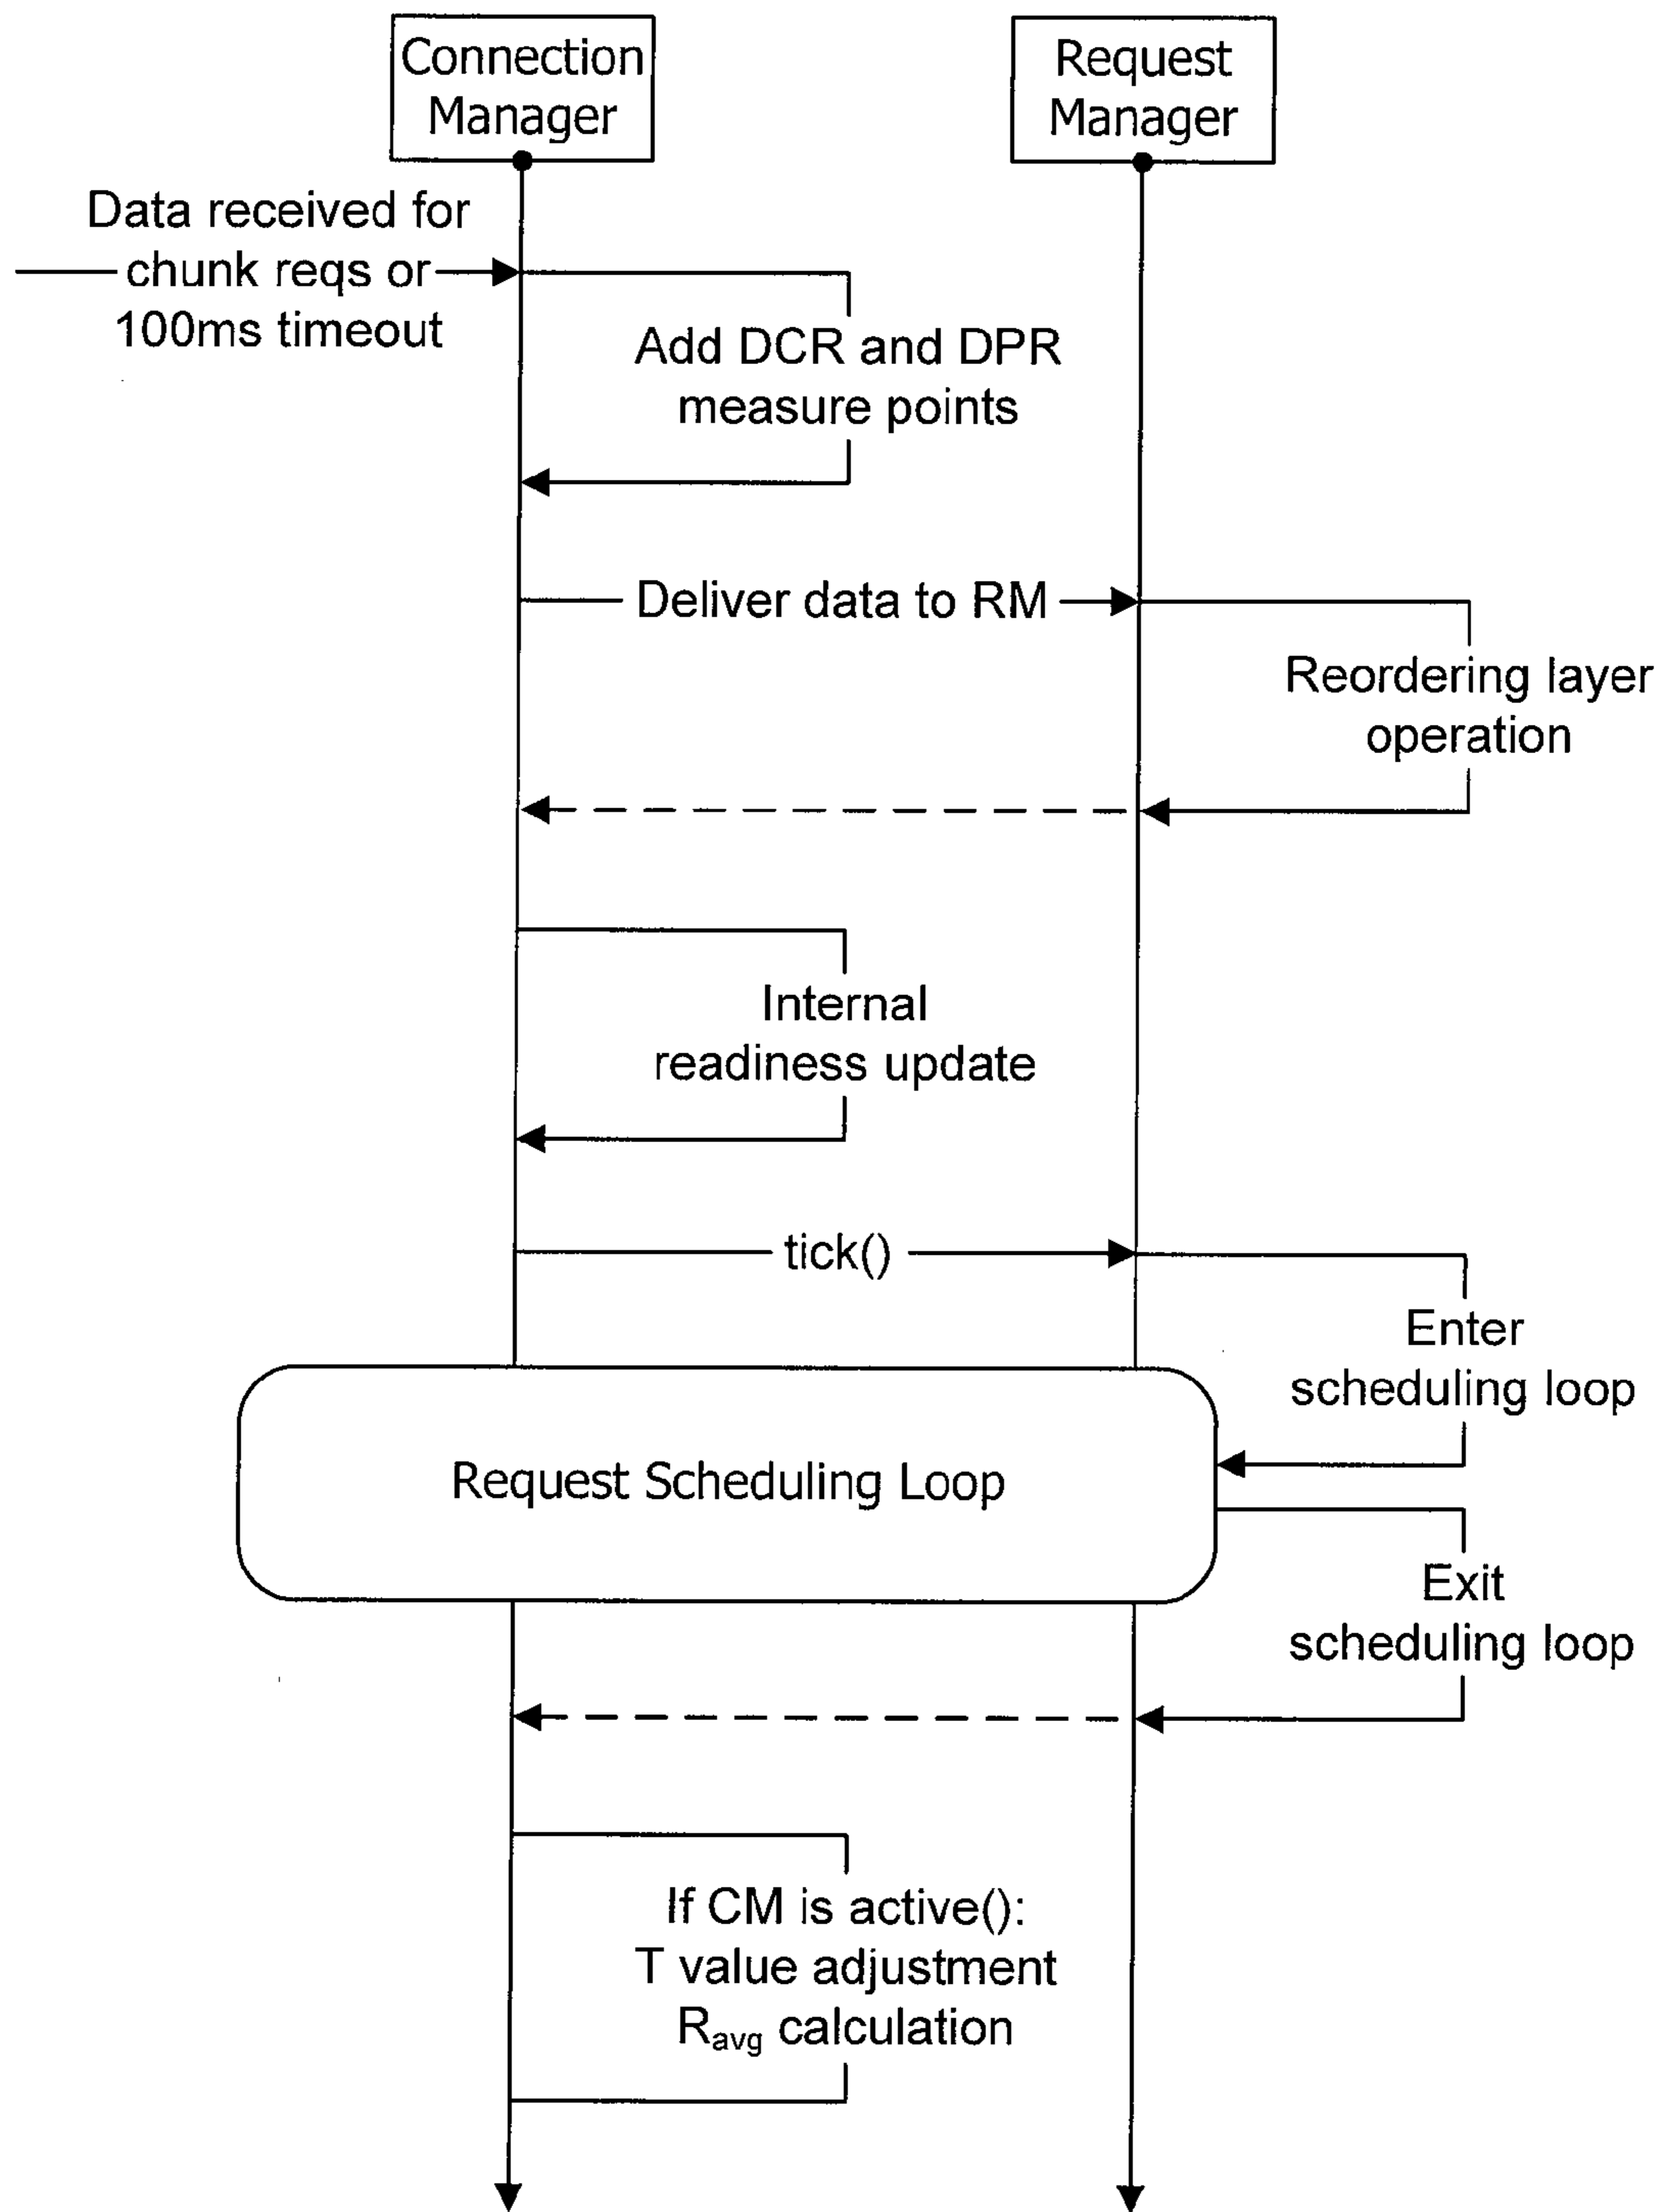 Connection
Manager
Request
Manager
Data received for
chunk reqs or
100ms timeout
Add DCR and DPR
measure points
Deliver data to RM
Reordering layer
operation
Internal
readiness update
tick()
Enter
scheduling loop
Request Scheduling Loop
Exit
scheduling loop
If CM is active():
T value adjustment
Ravg calculation